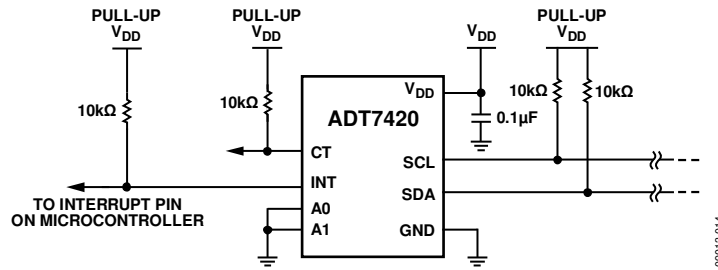 PULL-UP
VDD
PULL-UP
VDD
VDD
PULL-UP
VDD
10kΩ
10kΩ
10kΩ
10kΩ
0.1µF
VDD
ADT7420
CT
INT
A0
A1
SCL
SDA
GND
TO INTERRUPT PIN
ON MICROCONTROLLER